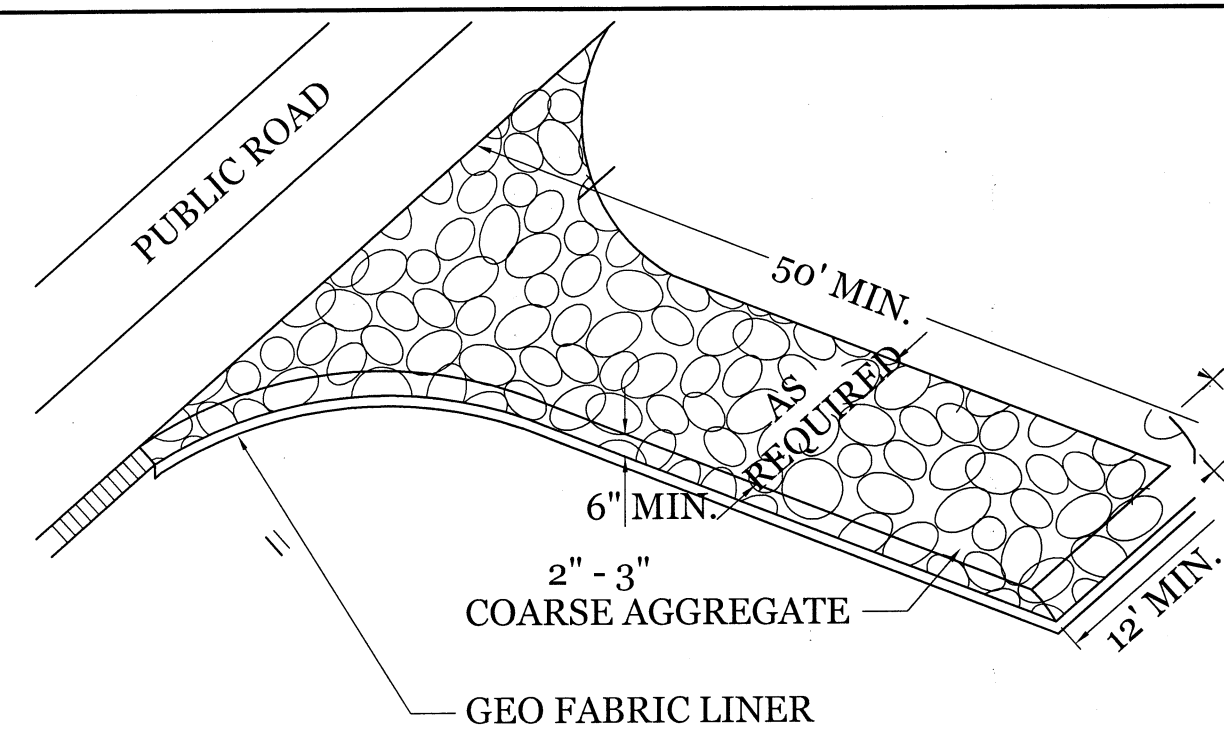 PUBLIC ROAD
50' MIN.
AS
REQUIRED
6" MIN.
2" - 3"
COARSE AGGREGATE
12' MIN.
GEO FABRIC LINER